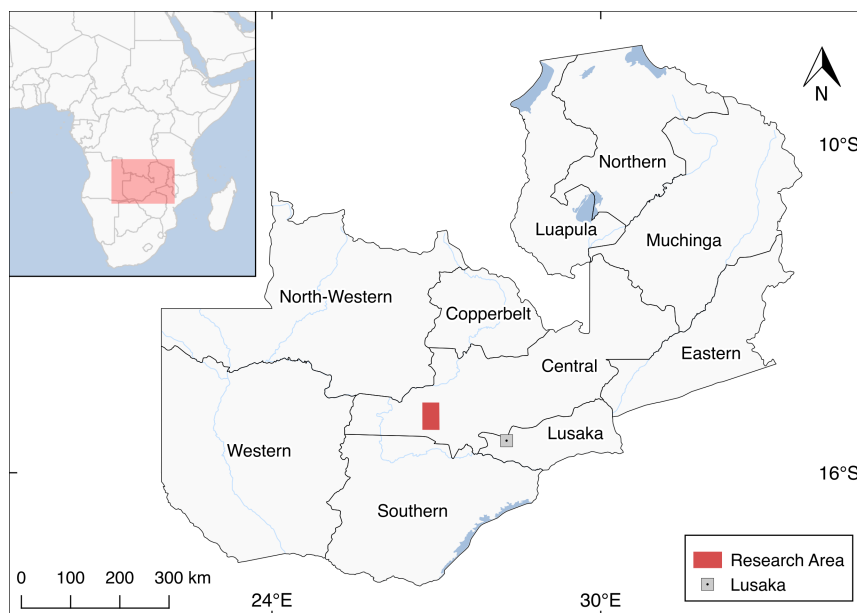 N
10°S
Northern
Luapula
Muchinga
North-Western
Copperbelt
Central
Eastern
Lusaka
Western
16°S
Southern
Research Area
Lusaka
0 100 200 300 km
24°E
30°E